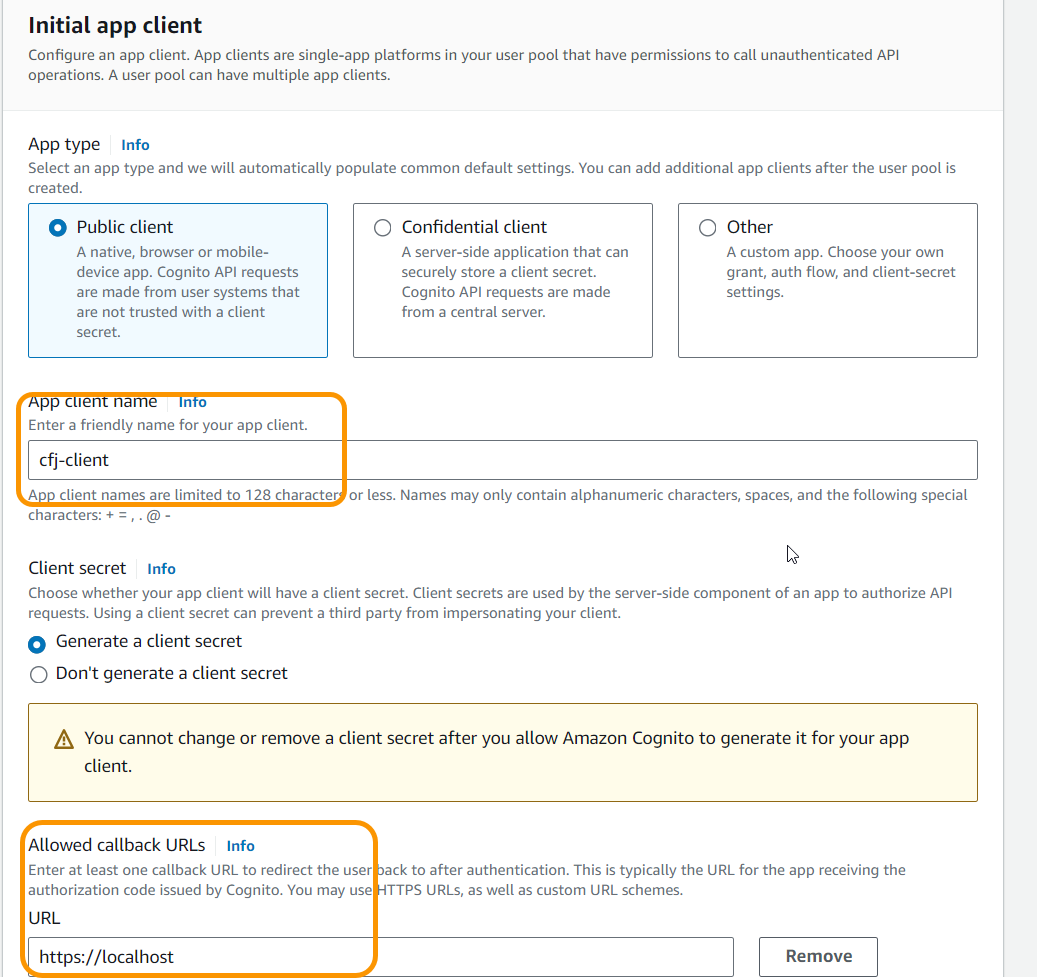 Initial app client
Configure an app client. App clients are single-app platforms in your user pool that have permissions to call unauthenticated API
operations. A user pool can have multiple app clients.
App type Info
Select an app type and we will automatically populate common default settings. You can add additional app clients after the user pool is
created.
Public client
A native, browser or mobile-
device app. Cognito API requests
are made from user systems that
are not trusted with a client
secret.
Confidential client
A server-side application that can
securely store a client secret.
Cognito API requests are made
from a central server.
Other
A custom app. Choose your own
grant, auth flow, and client-secret
settings.
App client name Info
Enter a friendly name for your app client.
cfj-client
App client names are limited to 128 characters or less. Names may only contain alphanumeric characters, spaces, and the following special
characters: + = , . @ -
Client secret Info
Choose whether your app client will have a client secret. Client secrets are used by the server-side component of an app to authorize API
requests. Using a client secret can prevent a third party from impersonating your client.
Generate a client secret
Don't generate a client secret
You cannot change or remove a client secret after you allow Amazon Cognito to generate it for your app
client.
Allowed callback URLs Info
Enter at least one callback URL to redirect the user back to after authentication. This is typically the URL for the app receiving the
authorization code issued by Cognito. You may use HTTPS URLs, as well as custom URL schemes.
URL
https://localhost Remove